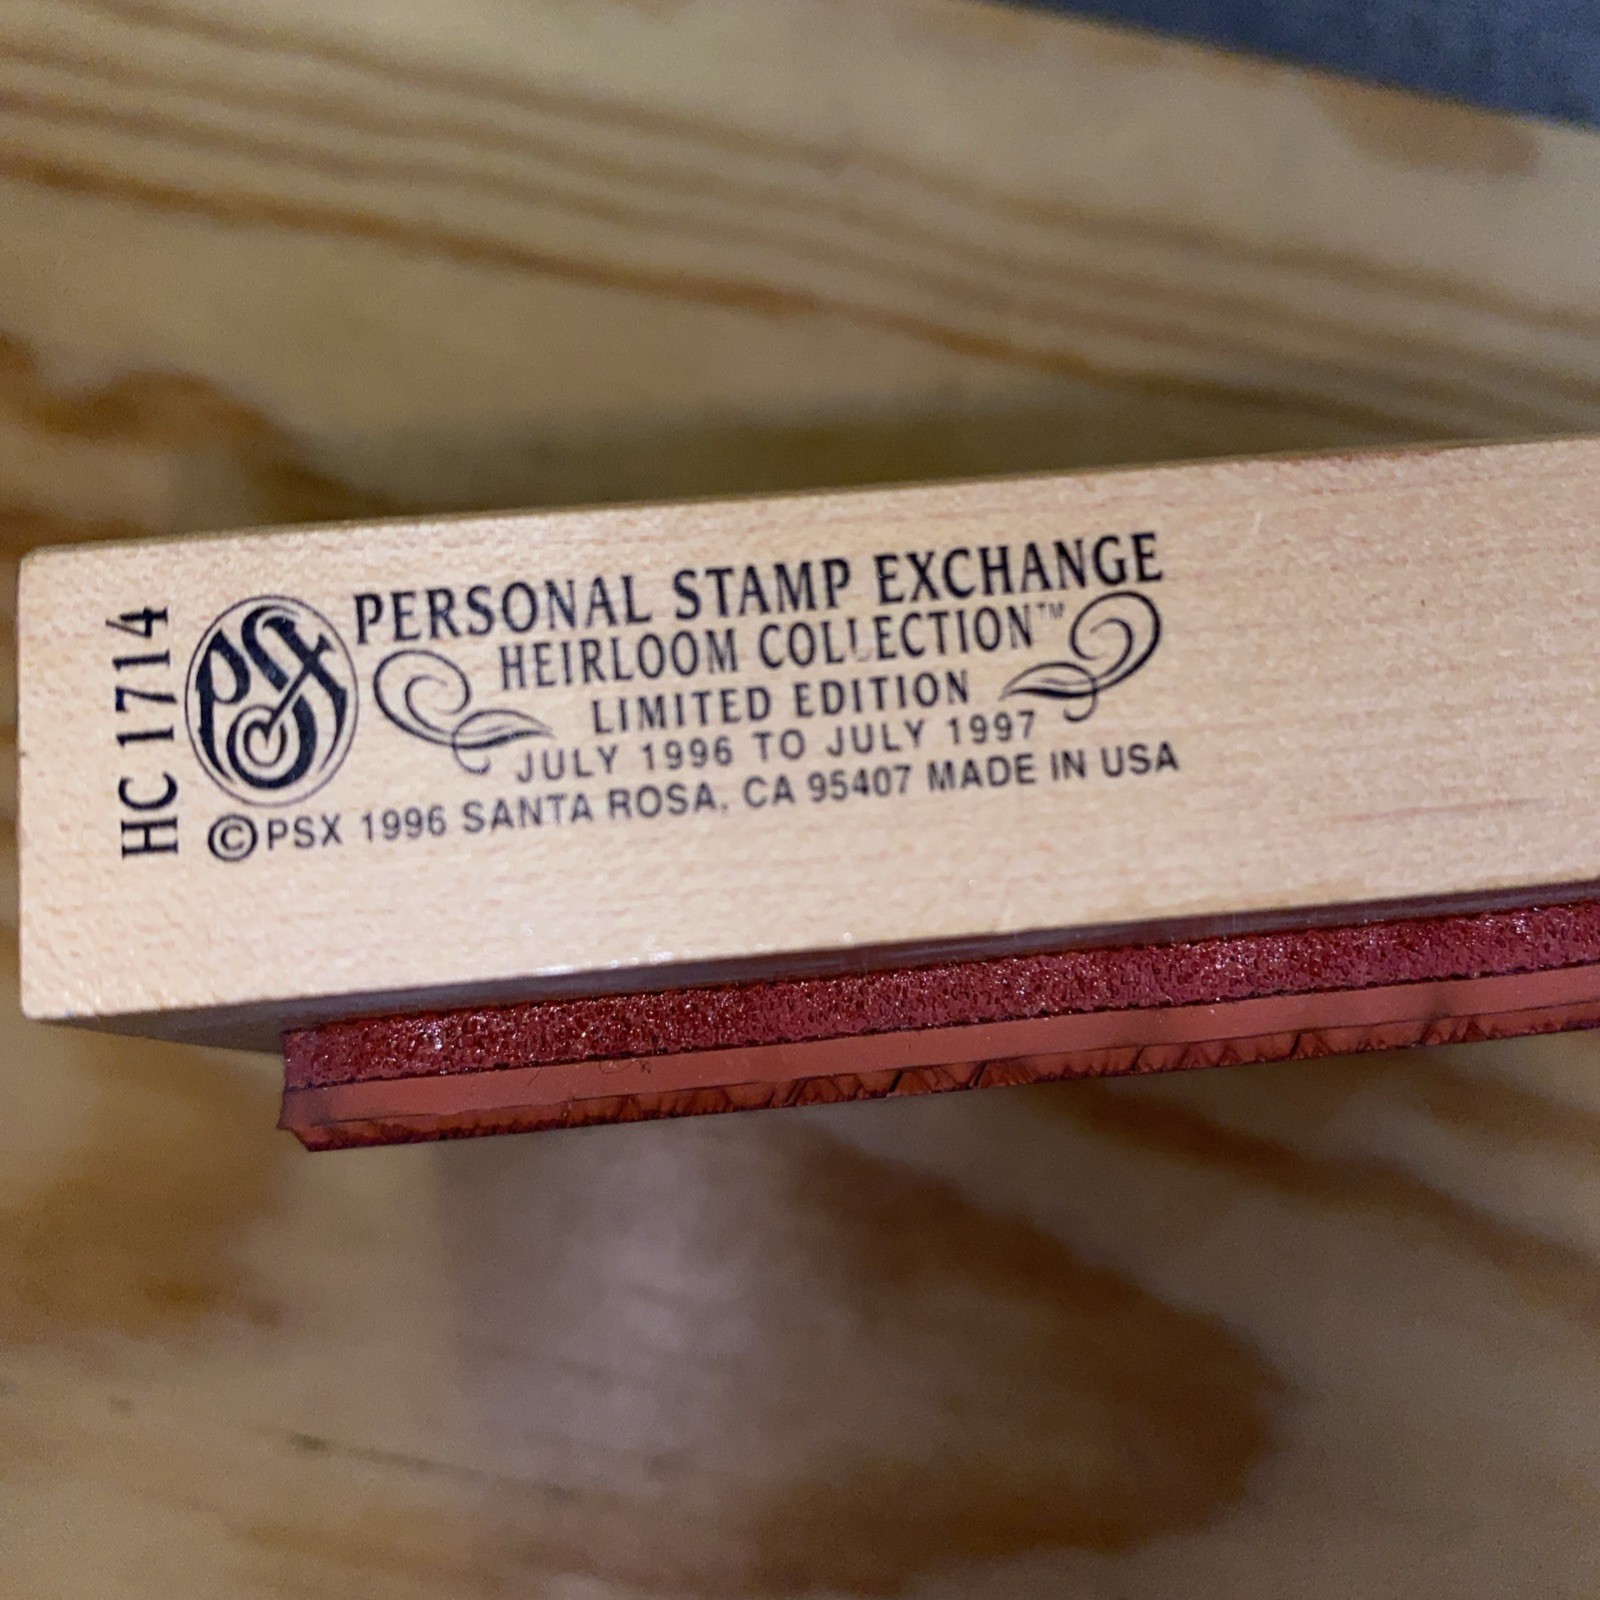 HC 1714
PSX
PERSONAL STAMP EXCHANGE
HEIRLOOM COLLECTION™
LIMITED EDITION
JULY 1996 TO JULY 1997
©PSX 1996 SANTA ROSA, CA 95407 MADE IN USA